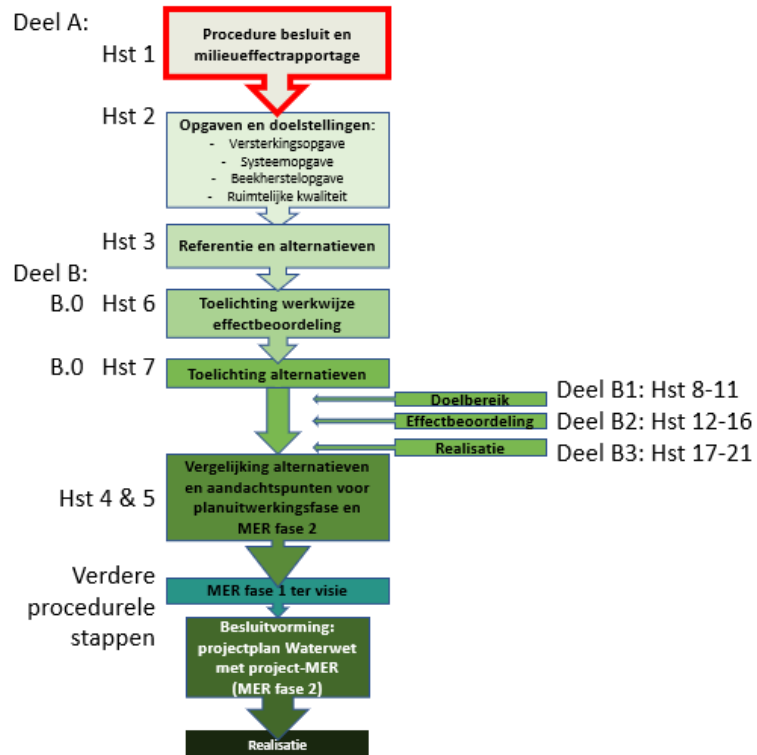 Deel A:
Hst 1
Procedure besluit en
milieueffectrapportage
Hst 2
Opgaven en doelstellingen:
- Versterkingsopgave
- Systeemopgave
- Beekherstelopgave
- Ruimtelijke kwaliteit
Hst 3
Referentie en alternatieven
Deel B:
B.0 Hst 6
Toelichting werkwijze
effectbeoordeling
B.0 Hst 7
Toelichting alternatieven
Doelbereik
Deel B1: Hst 8-11
Effectbeoordeling
Deel B2: Hst 12-16
Realisatie
Deel B3: Hst 17-21
Hst 4 & 5
Vergelijking alternatieven
en aandachtspunten voor
planuitwerkingsfase en
MER fase 2
Verdere
procedurele
stappen
MER fase 1 ter visie
Besluitvorming:
projectplan Waterwet
met project-MER
(MER fase 2)
Realisatie